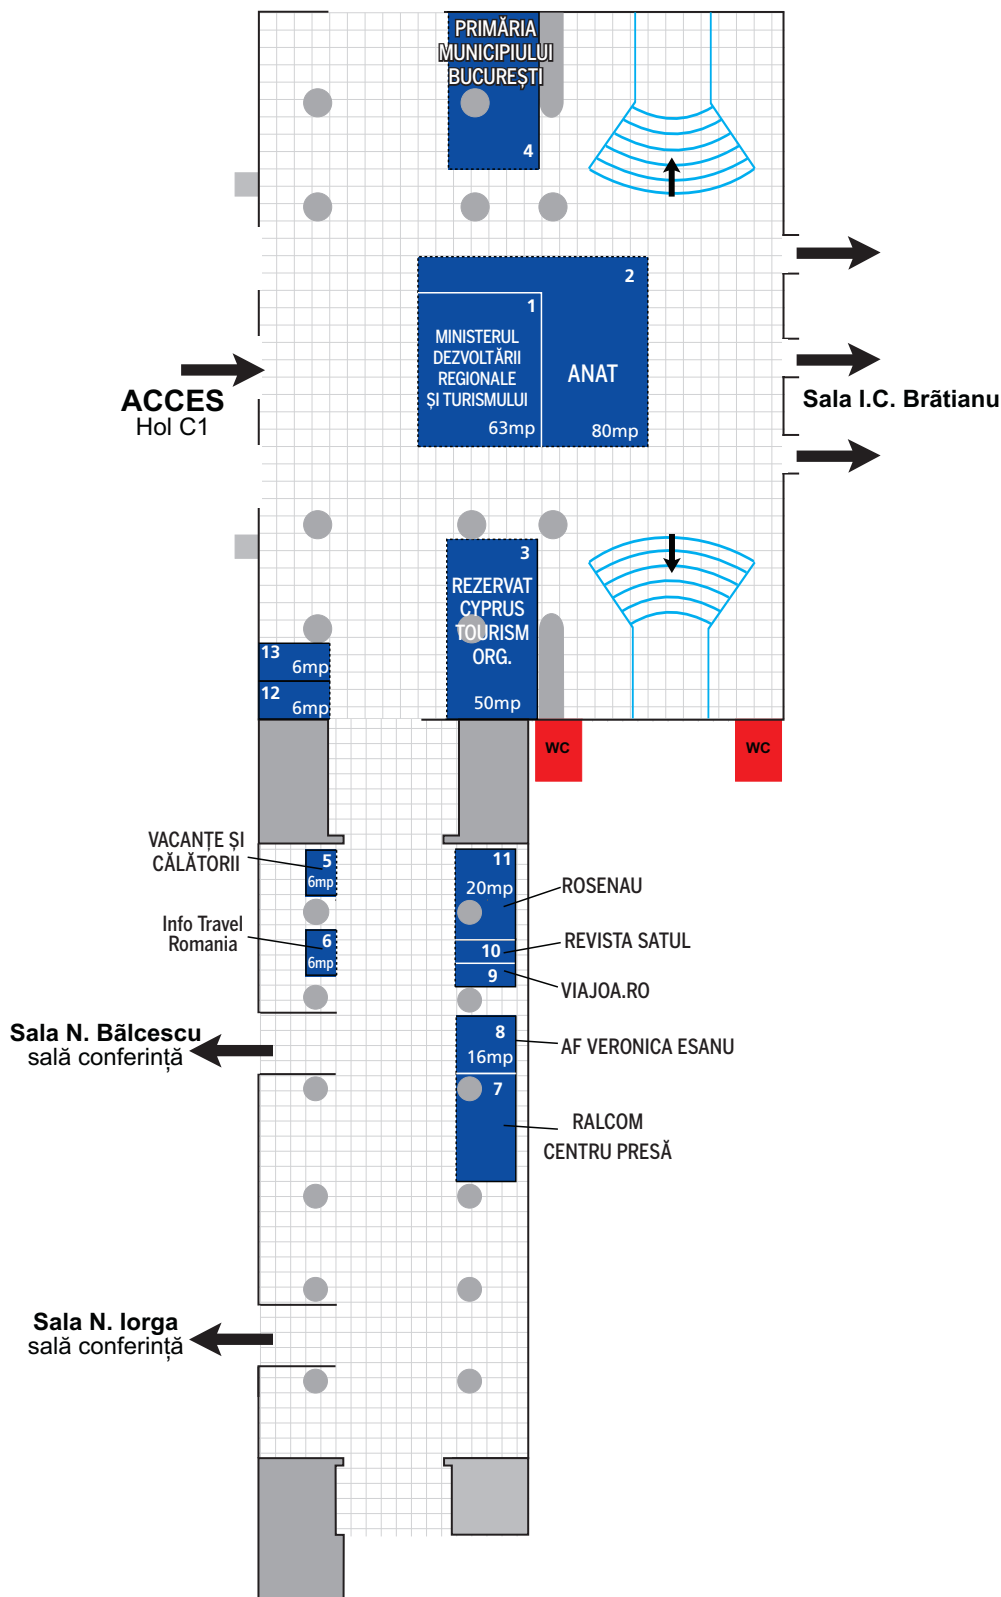 PRIMĂRIA
MUNICIPIULUI
BUCUREȘTI
4
2
1
MINISTERUL
DEZVOLTĂRII
REGIONALE
ȘI TURISMULUI
63mp
ANAT
80mp
ACCES
Hol C1
Sala I.C. Brãtianu
3
REZERVAT
CYPRUS
TOURISM
ORG.
50mp
13
6mp
12
6mp
WC
WC
VACANȚE ȘI
CĂLĂTORII
5
6mp
11
20mp
ROSENAU
Info Travel
Romania
6
6mp
10
REVISTA SATUL
9
VIAJOA.RO
Sala N. Bãlcescu
sală conferință
8
16mp
AF VERONICA ESANU
7
RALCOM
CENTRU PRESĂ
Sala N. Iorga
sală conferință